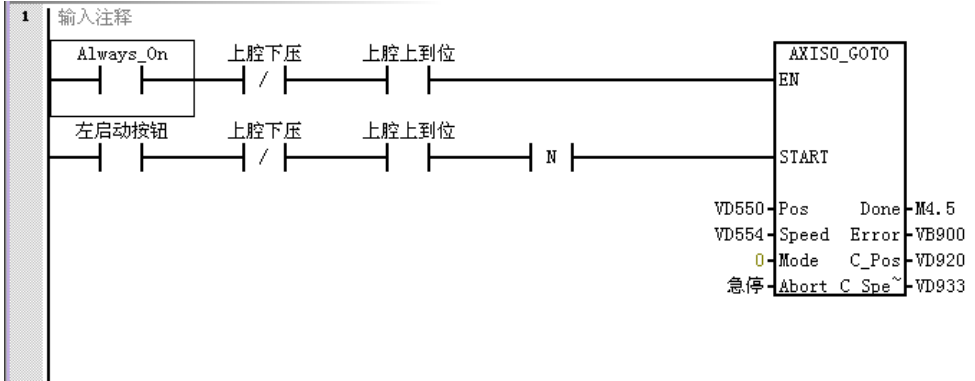 1 输入注释
Always_On 上腔下压 上腔上到位 AXIS0_GOTO
/ EN
左启动按钮 上腔下压 上腔上到位
/ N START
VD550 Pos Done M4.5
VD554 Speed Error VB900
0 Mode C_Pos VD920
急停 Abort C_Spe~ VD933